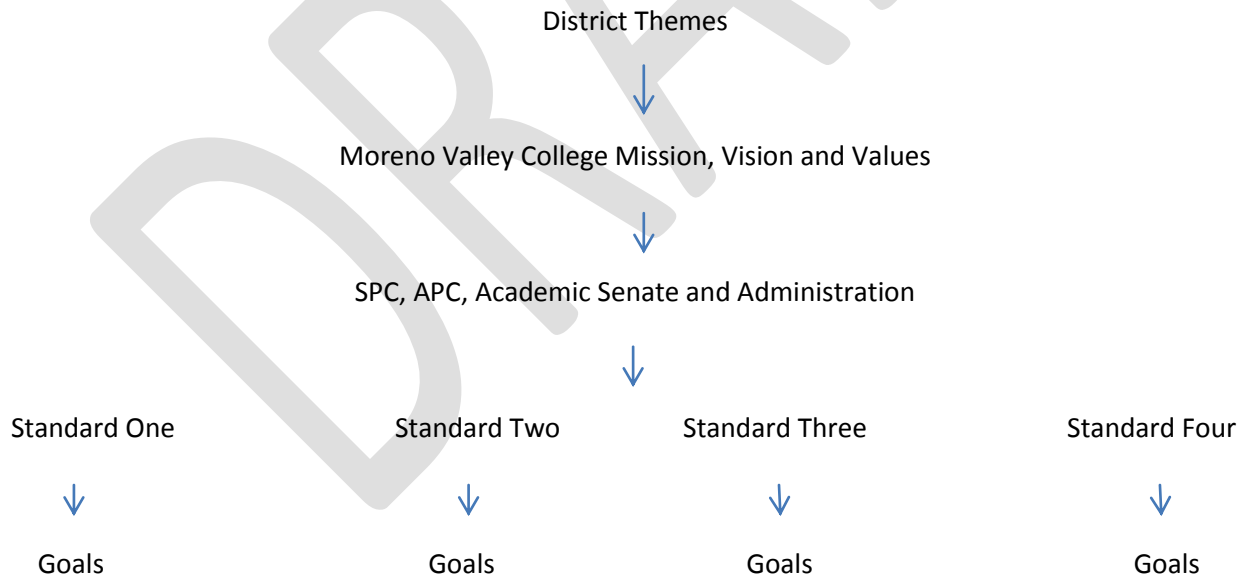 District Themes
Moreno Valley College Mission, Vision and Values
SPC, APC, Academic Senate and Administration
Standard One Standard Two Standard Three Standard Four
Goals Goals Goals Goals